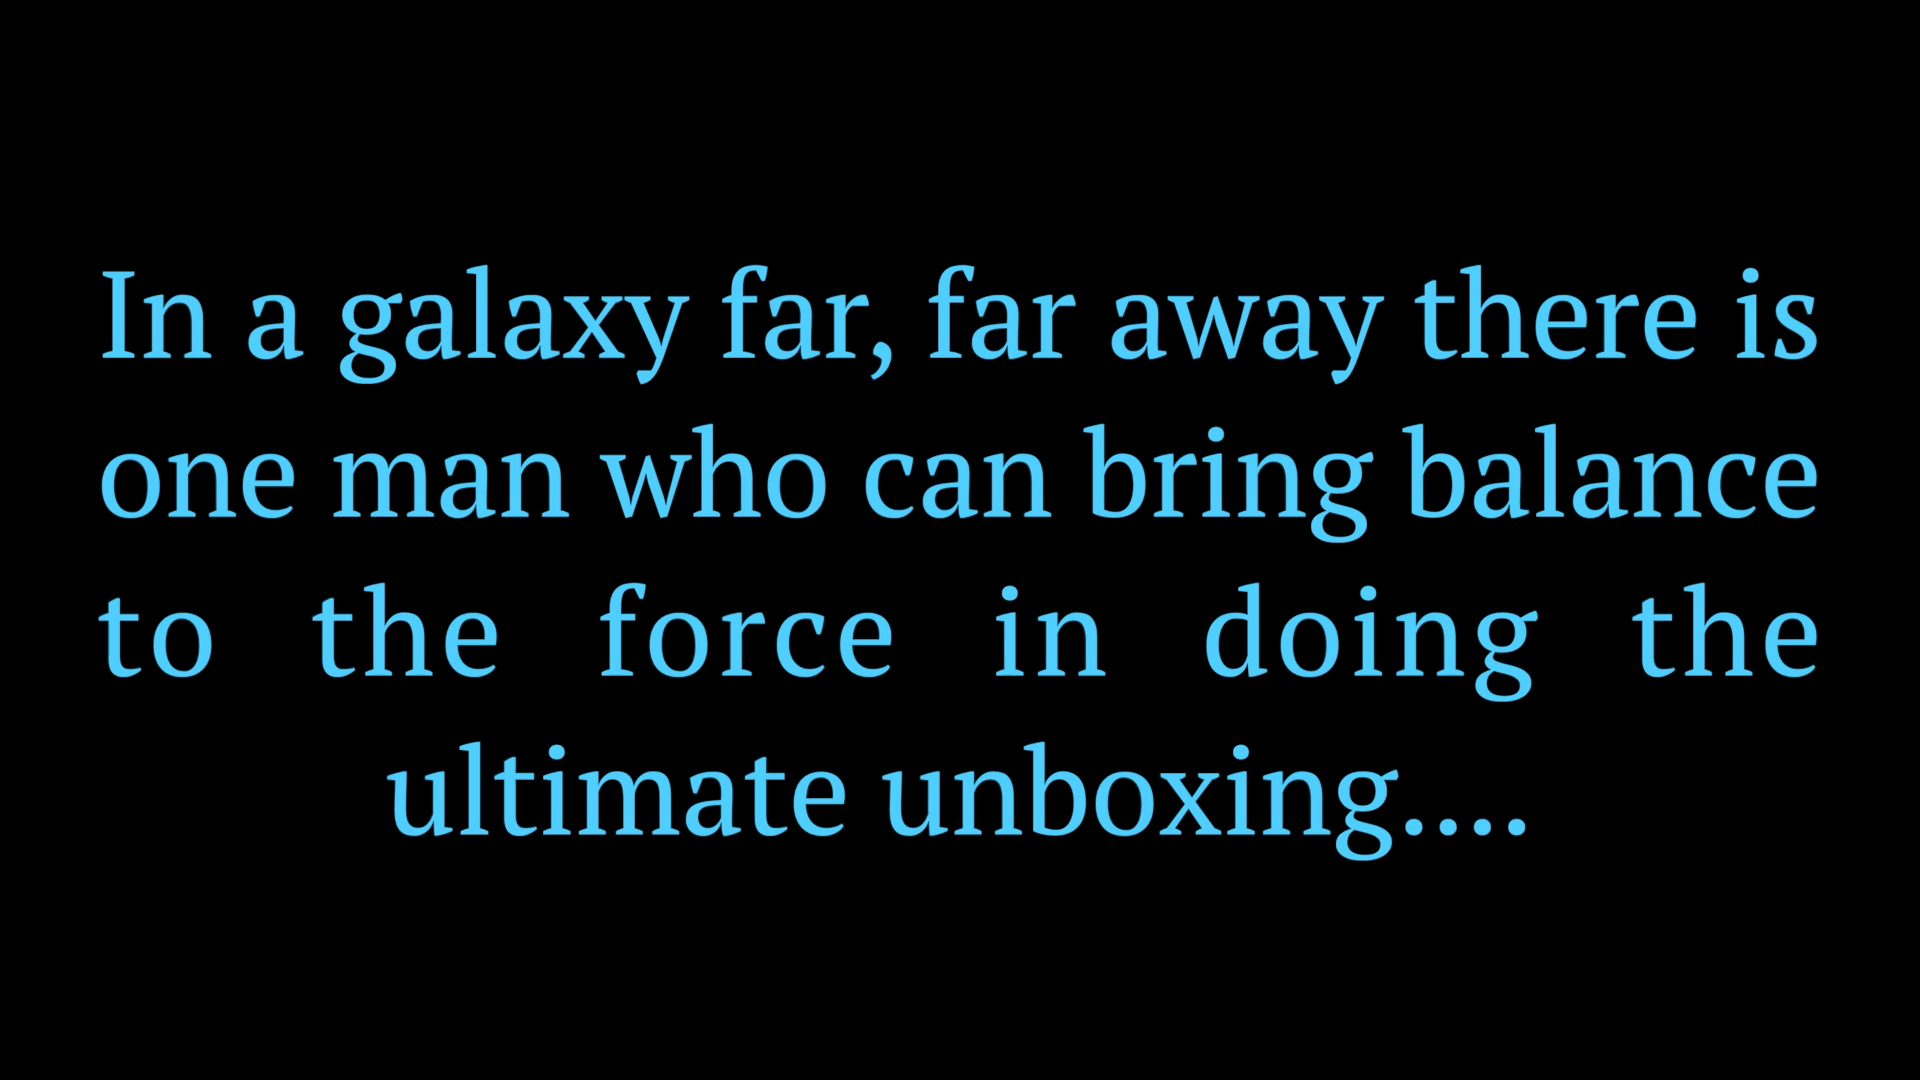 In a galaxy far, far away there is
one man who can bring balance
to the force in doing the
ultimate unboxing....